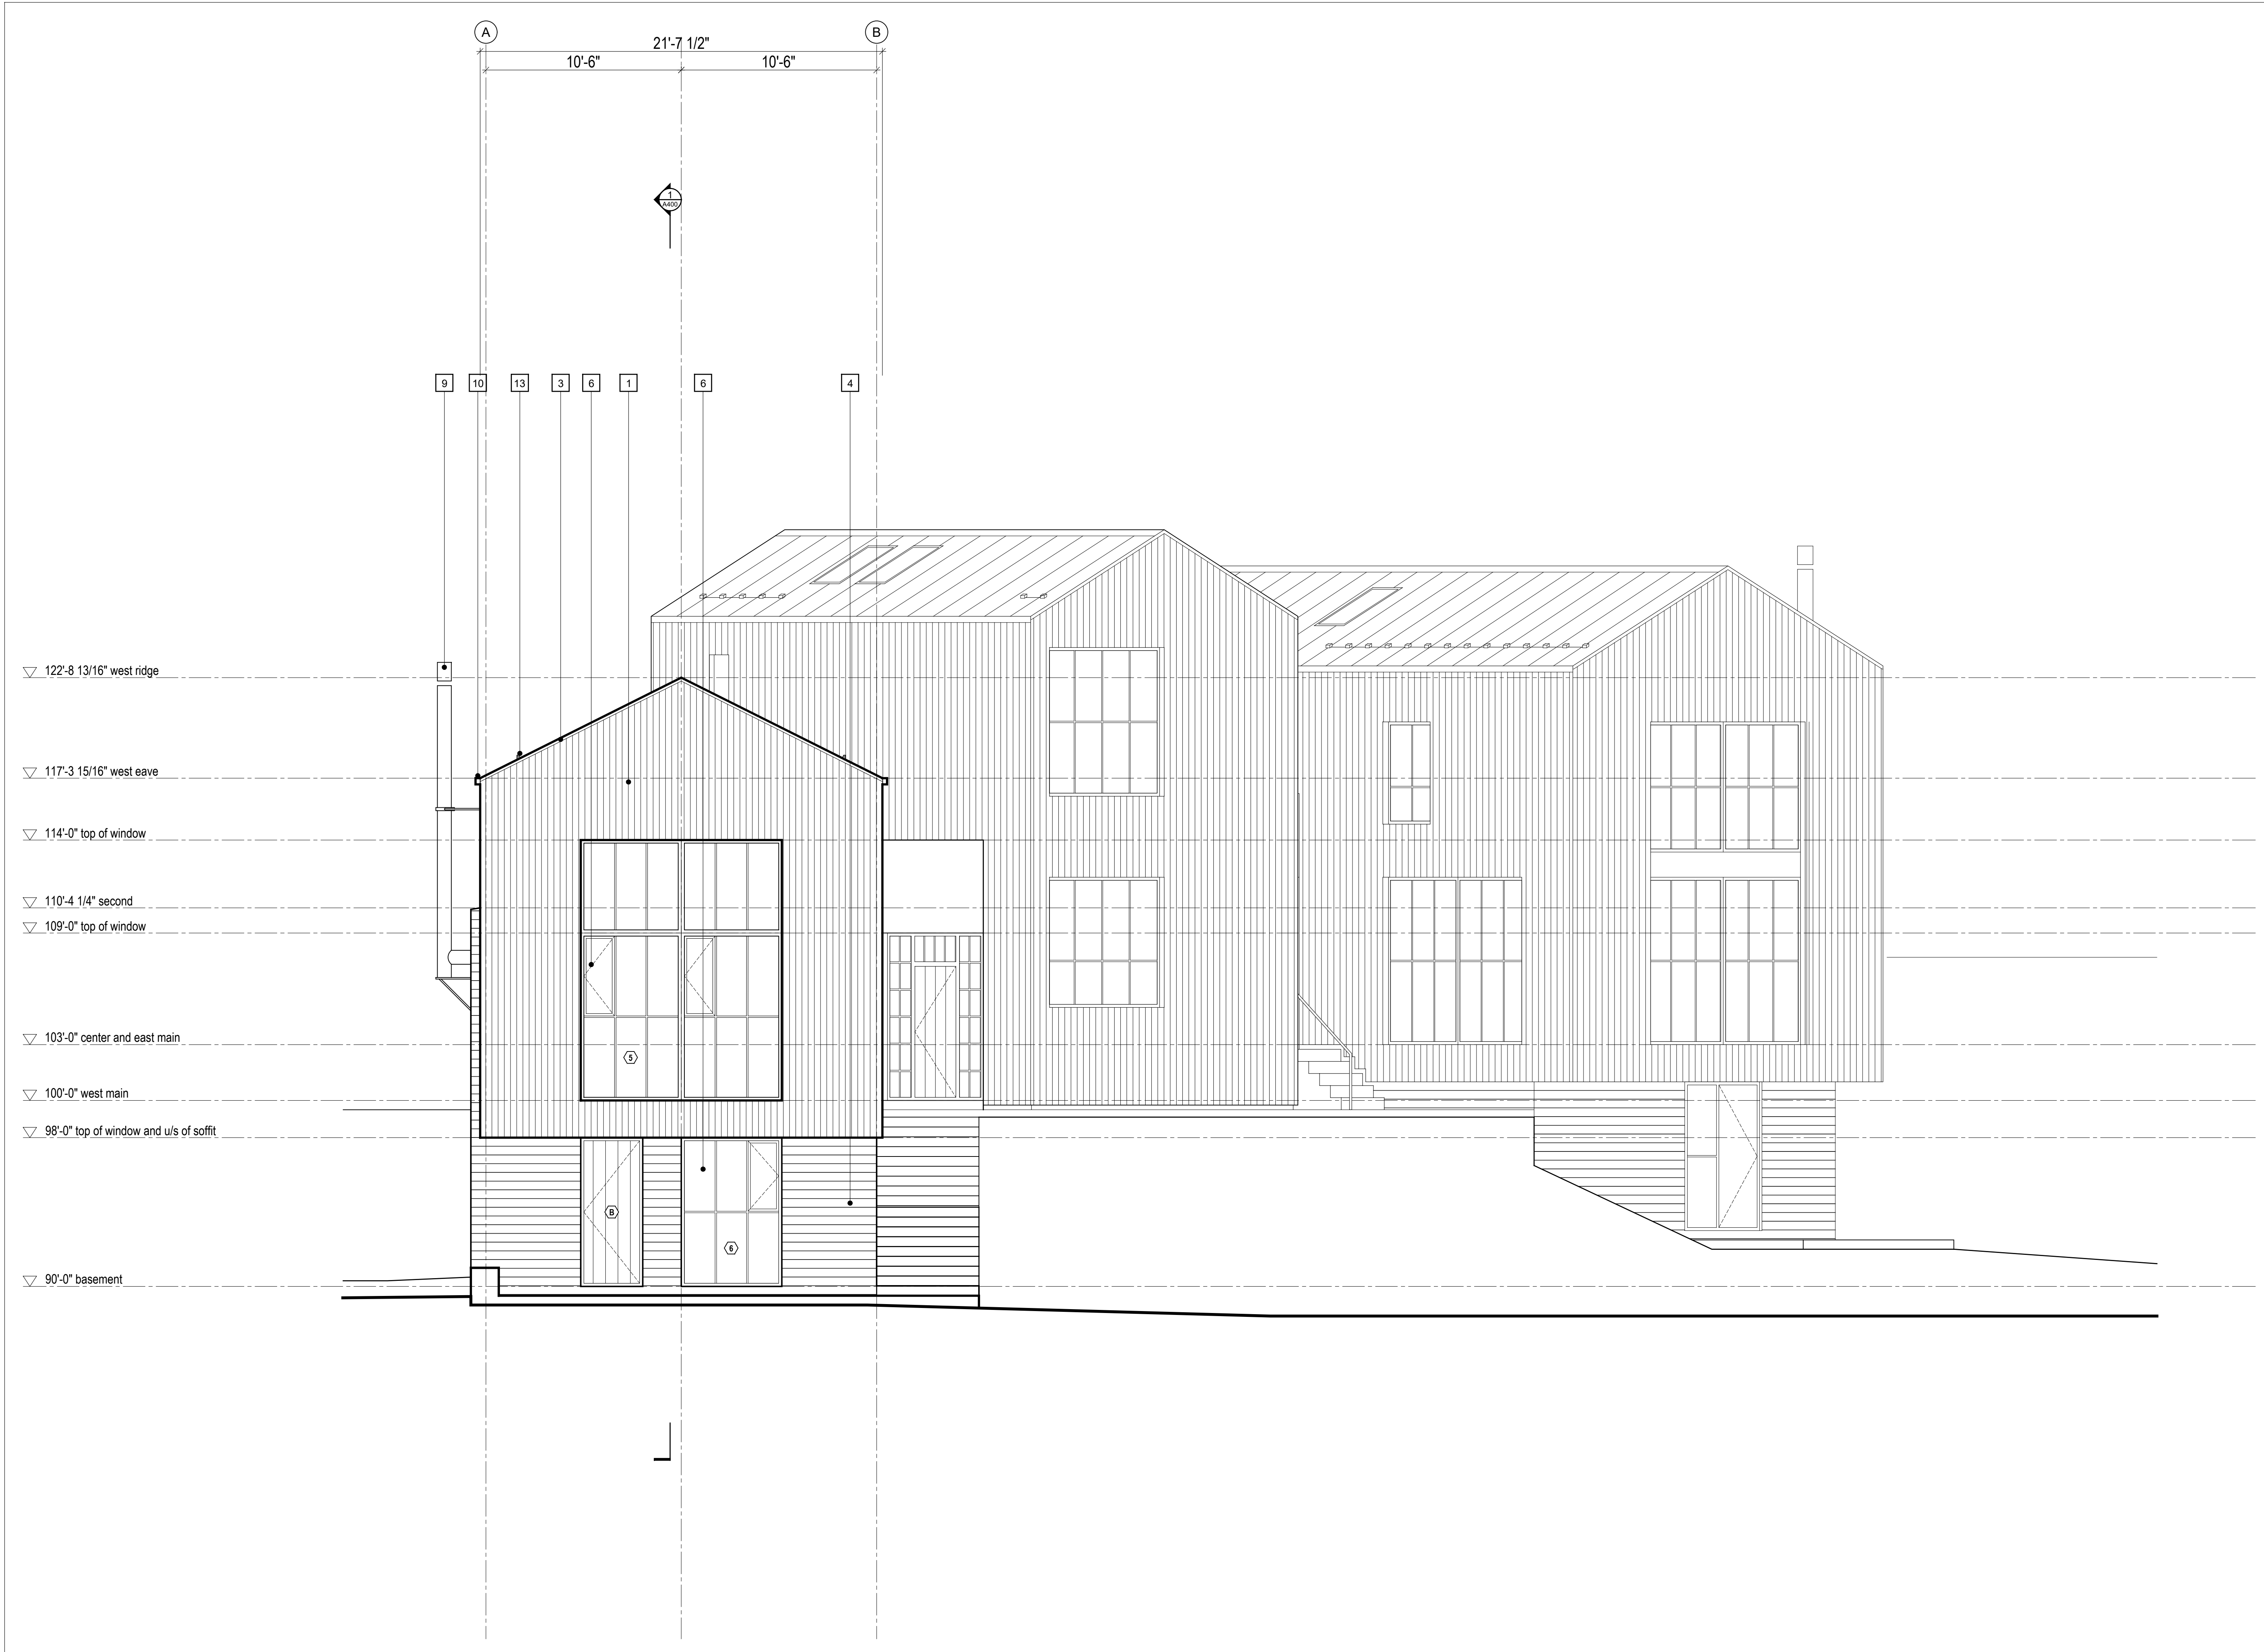 A
B
21'-7 1/2"
10'-6"
10'-6"
1
A400
9
10
13
3
6
1
6
4
122'-8 13/16" west ridge
117'-3 15/16" west eave
114'-0" top of window
110'-4 1/4" second
109'-0" top of window
103'-0" center and east main
5
100'-0" west main
98'-0" top of window and u/s of soffit
B
6
90'-0" basement